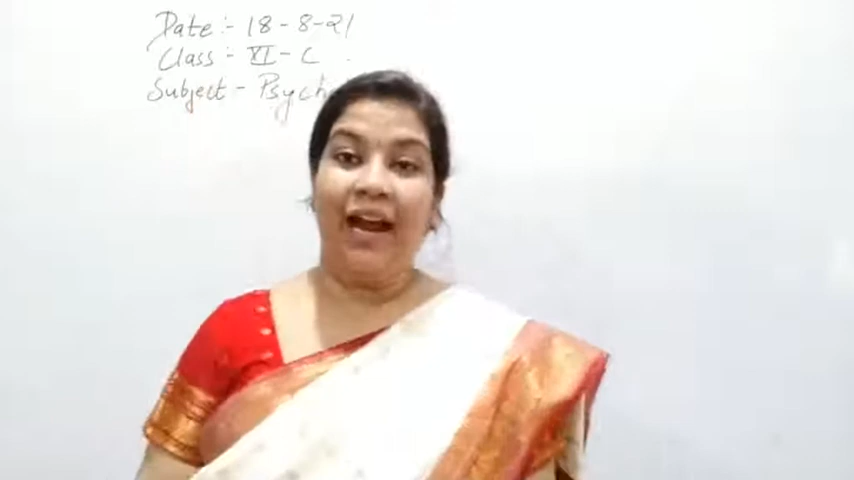 Date :- 18-8-21
Class :- XI - C
Subject - Psych